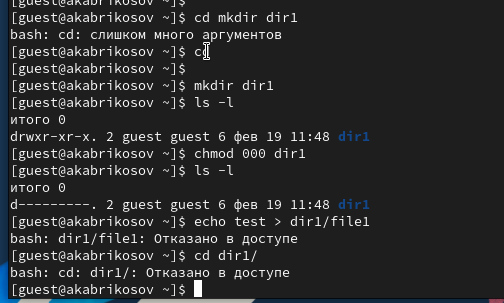 [guest@akabrikosov ~]$ cd mkdir dir1
bash: cd: слишком много аргументов
[guest@akabrikosov ~]$ cd
[guest@akabrikosov ~]$
[guest@akabrikosov ~]$ mkdir dir1
[guest@akabrikosov ~]$ ls -l
итого 0
drwxr-xr-x. 2 guest guest 6 фев 19 11:48 dir1
[guest@akabrikosov ~]$ chmod 000 dir1
[guest@akabrikosov ~]$ ls -l
итого 0
d---------. 2 guest guest 6 фев 19 11:48 dir1
[guest@akabrikosov ~]$ echo test > dir1/file1
bash: dir1/file1: Отказано в доступе
[guest@akabrikosov ~]$ cd dir1/
bash: cd: dir1/: Отказано в доступе
[guest@akabrikosov ~]$